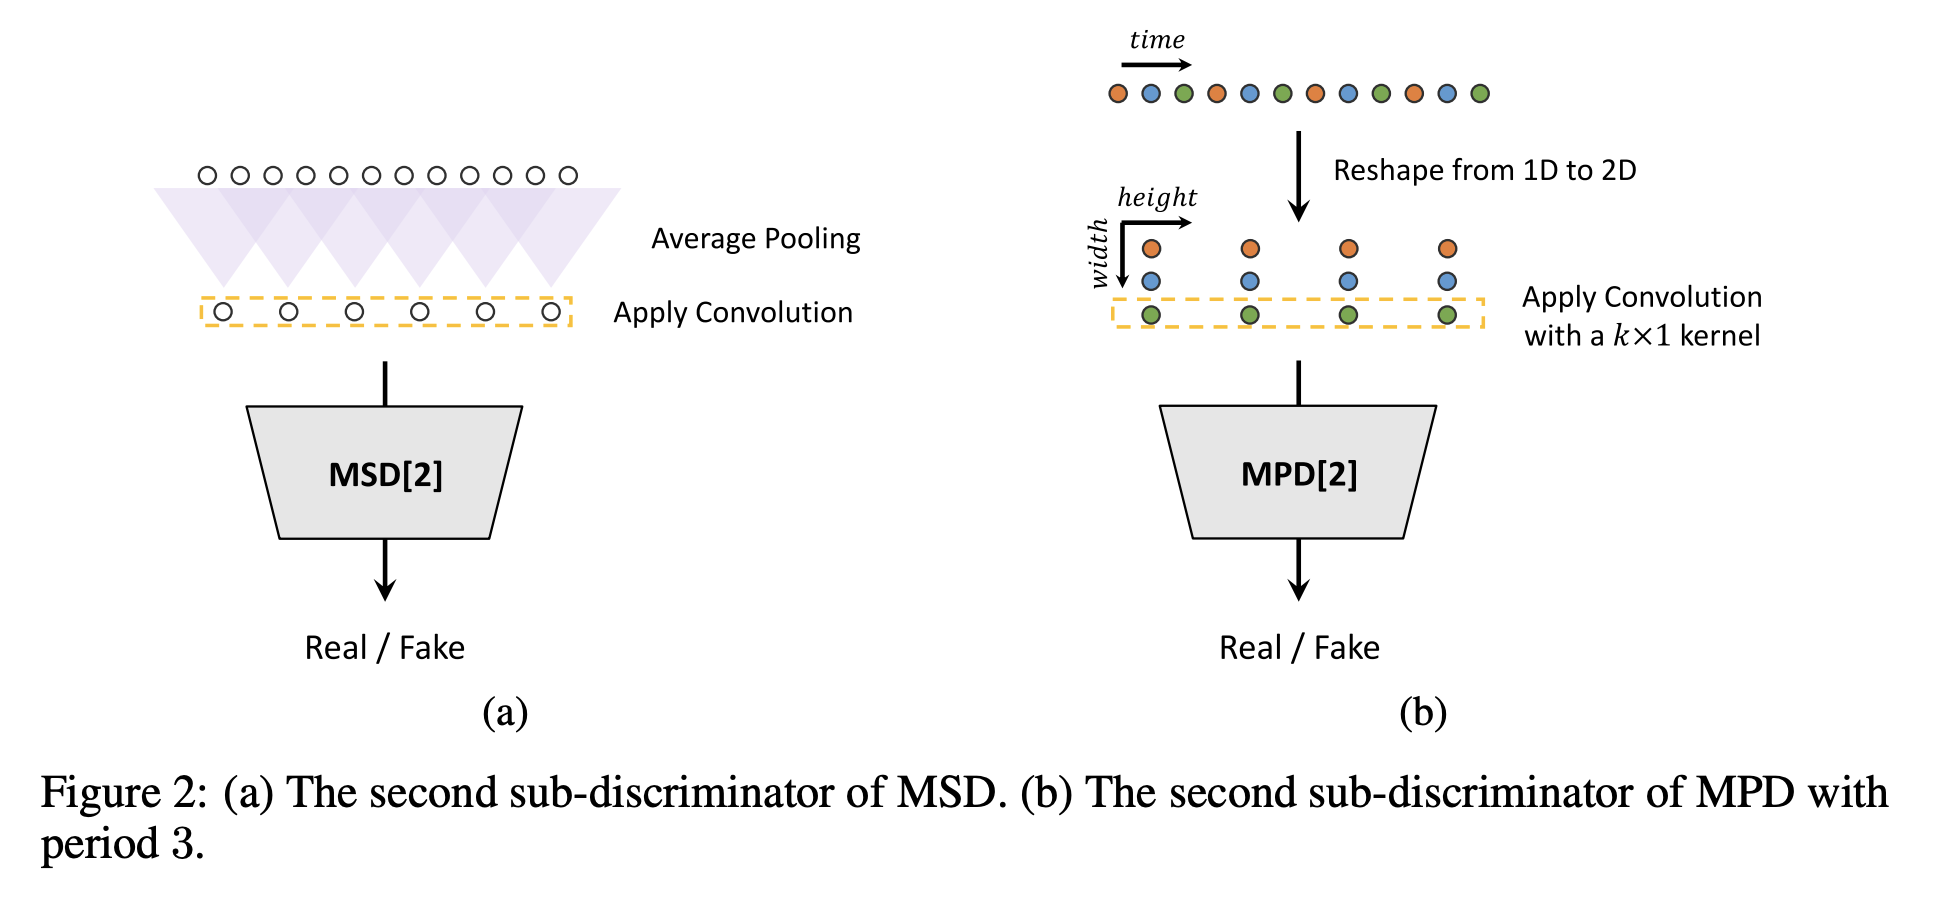 Average Pooling
Apply Convolution
MSD[2]
Real / Fake
(a)
time
Reshape from 1D to 2D
height
width
Apply Convolution
with a k×1 kernel
MPD[2]
Real / Fake
(b)
Figure 2: (a) The second sub-discriminator of MSD. (b) The second sub-discriminator of MPD with
period 3.